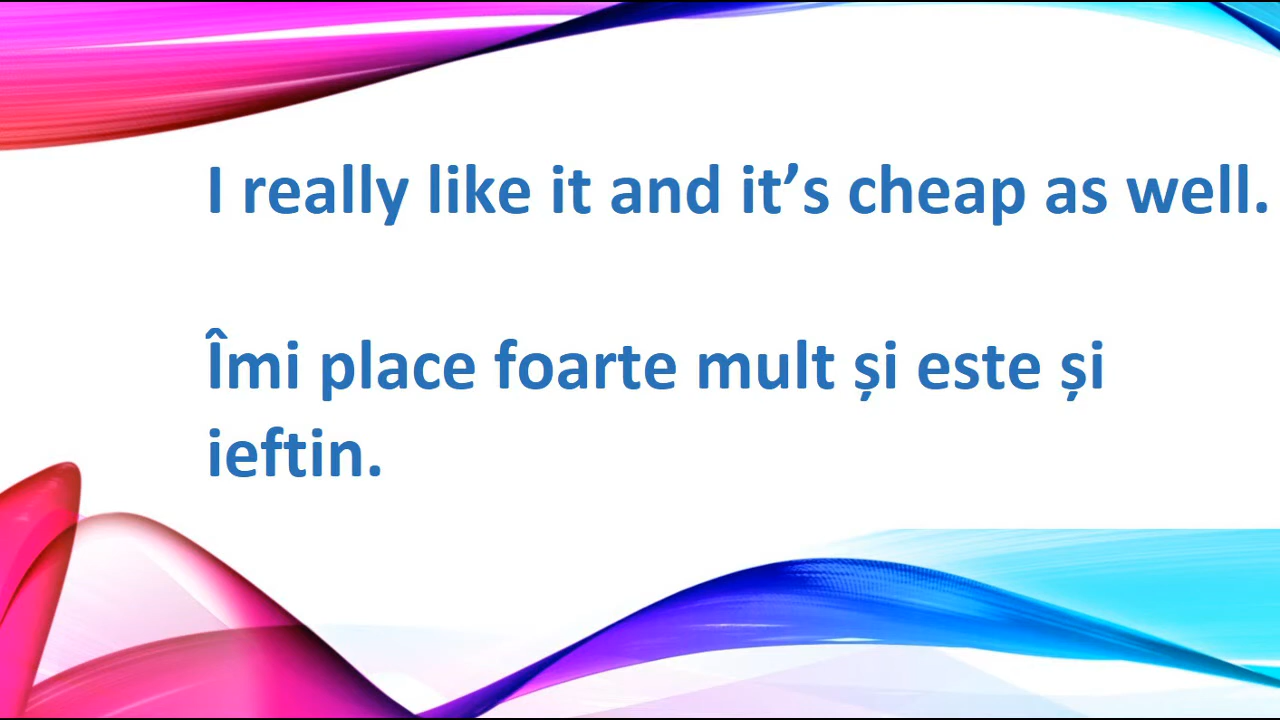 I really like it and it’s cheap as well.
Îmi place foarte mult și este și
ieftin.